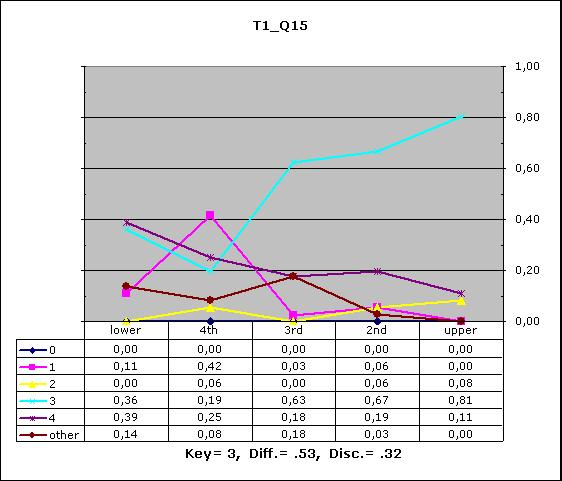 T1_Q15
1,00
0,80
0,60
0,40
0,20
0,00
lower 4th 3rd 2nd upper
0 0,00 0,00 0,00 0,00 0,00
1 0,11 0,42 0,03 0,06 0,00
2 0,00 0,06 0,00 0,06 0,08
3 0,36 0,19 0,63 0,67 0,81
4 0,39 0,25 0,18 0,19 0,11
other 0,14 0,08 0,18 0,03 0,00
Key= 3, Diff.= .53, Disc.= .32